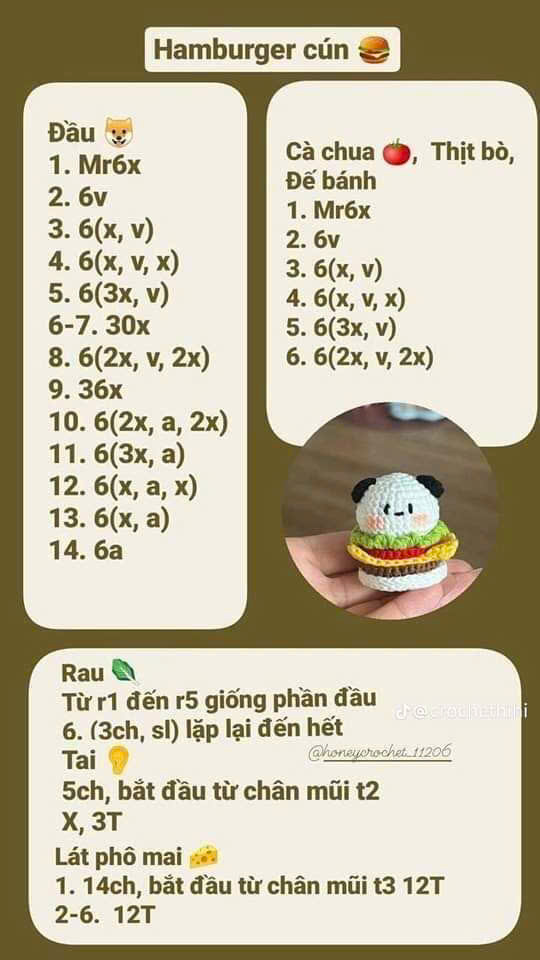 Hamburger cún 🍔
Đầu 🐶
1. Mr6x
2. 6v
3. 6(x, v)
4. 6(x, v, x)
5. 6(3x, v)
6-7. 30x
8. 6(2x, v, 2x)
9. 36x
10. 6(2x, a, 2x)
11. 6(3x, a)
12. 6(x, a, x)
13. 6(x, a)
14. 6a
Cà chua 🍅, Thịt bò,
Đế bánh
1. Mr6x
2. 6v
3. 6(x, v)
4. 6(x, v, x)
5. 6(3x, v)
6. 6(2x, v, 2x)
Rau 🥬
Từ r1 đến r5 giống phần đầu
6. (3ch, sl) lặp lại đến hết
@crochethihi
@honeycrochet_11206
Tai 👂
5ch, bắt đầu từ chân mũi t2
X, 3T
Lát phô mai 🧀
1. 14ch, bắt đầu từ chân mũi t3 12T
2-6. 12T